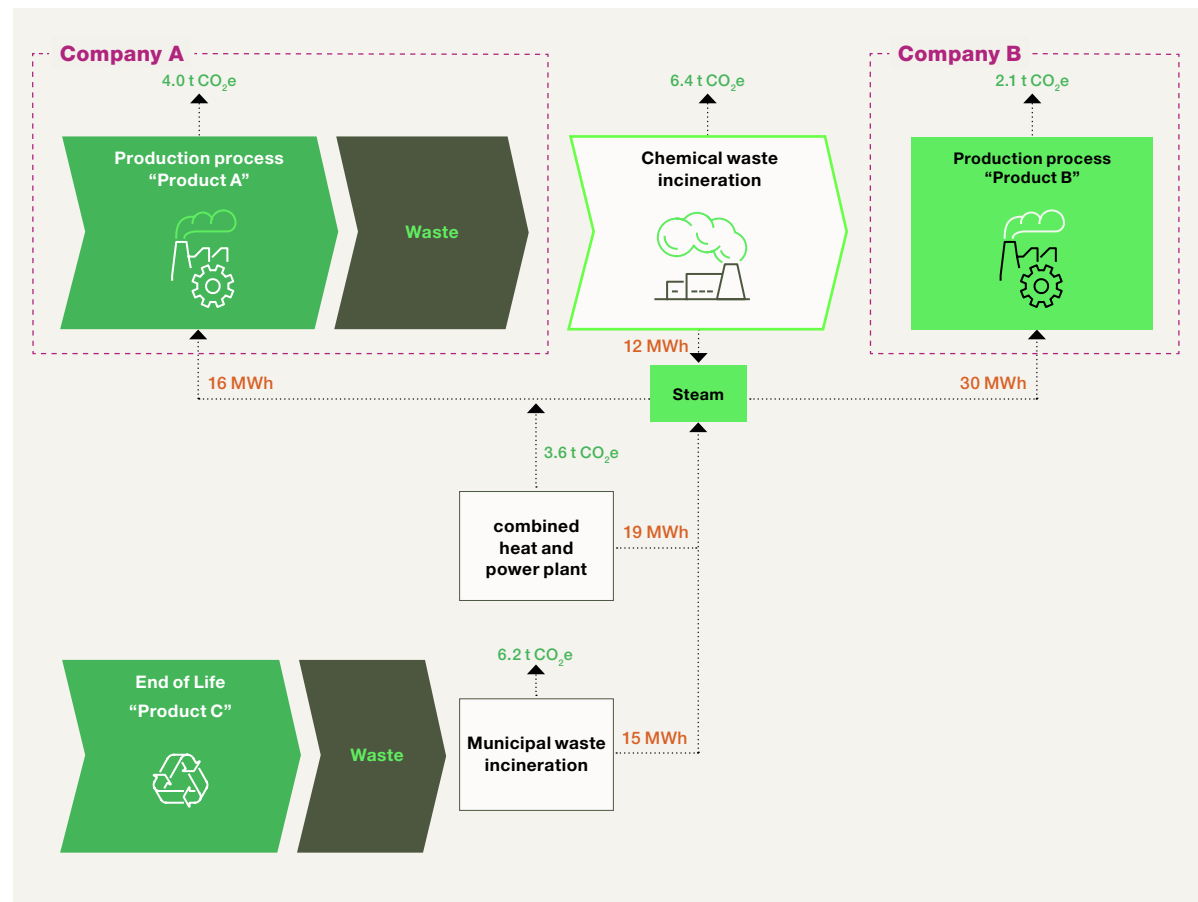 Company A
4.0 t CO₂e
Production process
“Product A”
Waste
6.4 t CO₂e
Chemical waste
incineration
Company B
2.1 t CO₂e
Production process
“Product B”
16 MWh
12 MWh
Steam
30 MWh
3.6 t CO₂e
combined
heat and
power plant
19 MWh
End of Life
“Product C”
Waste
6.2 t CO₂e
Municipal waste
incineration
15 MWh